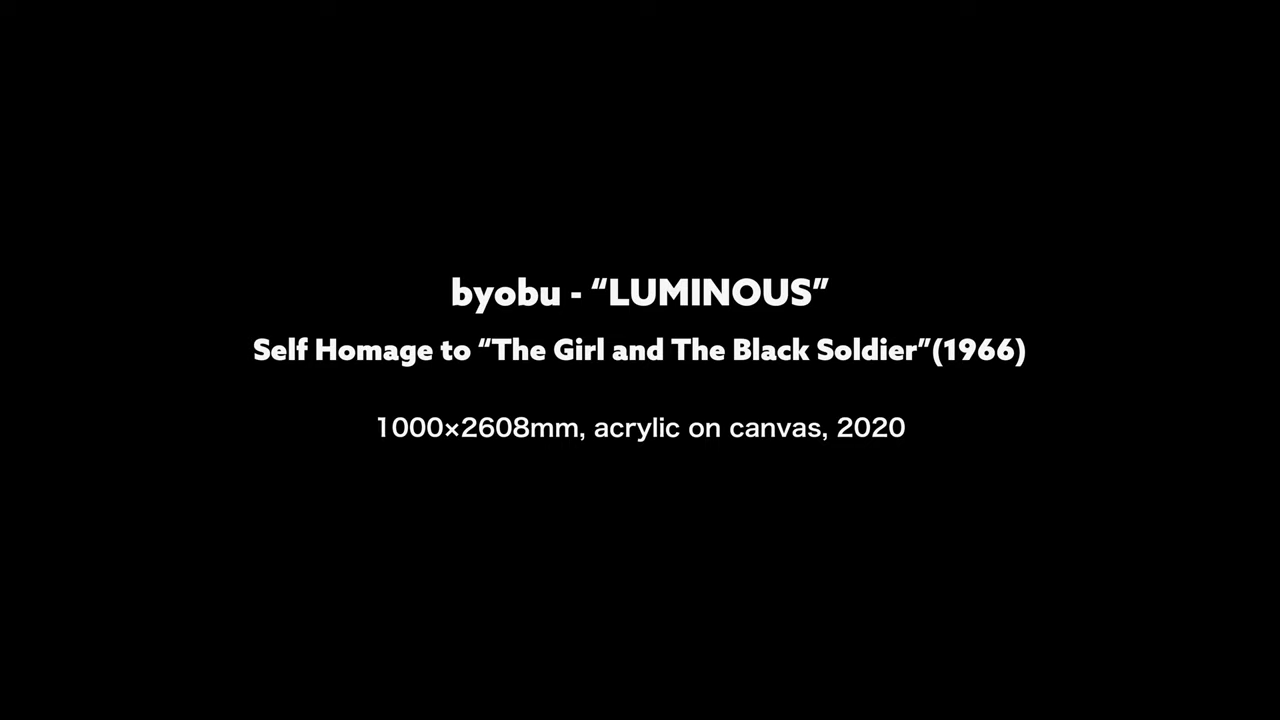 byobu - “LUMINOUS”
Self Homage to “The Girl and The Black Soldier”(1966)
1000×2608mm, acrylic on canvas, 2020